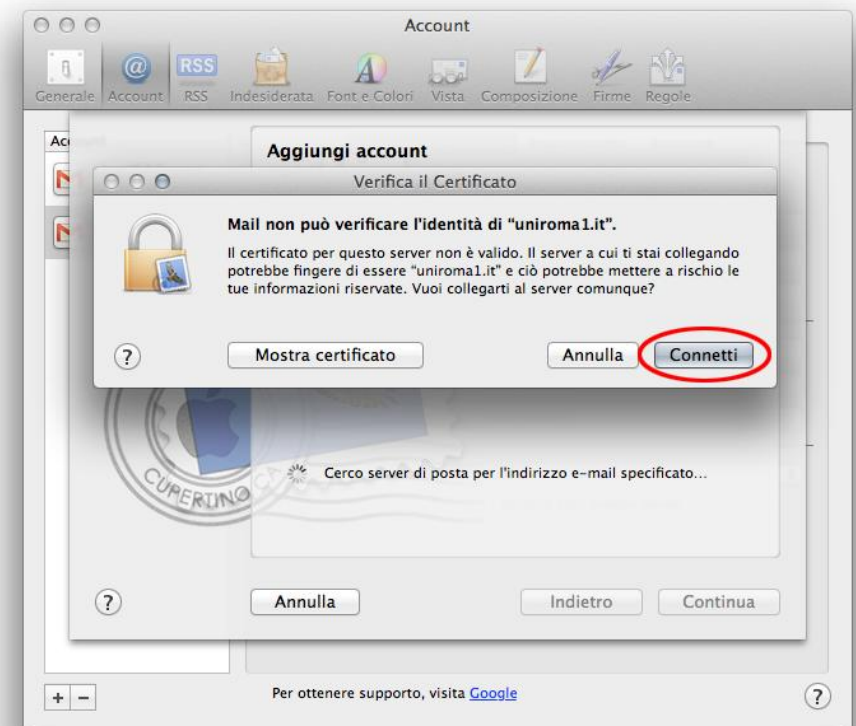 Account
Generale Account RSS Indesiderata Font e Colori Vista Composizione Firme Regole
RSS
Aggiungi account
Verifica il Certificato
Mail non può verificare l'identità di “uniroma1.it”.
Il certificato per questo server non è valido. Il server a cui ti stai collegando
potrebbe fingere di essere “uniroma1.it” e ciò potrebbe mettere a rischio le
tue informazioni riservate. Vuoi collegarti al server comunque?
? Mostra certificato Annulla Connetti
CUPERTINO
Cerco server di posta per l'indirizzo e-mail specificato...
? Annulla Indietro Continua
+ − Per ottenere supporto, visita Google ?